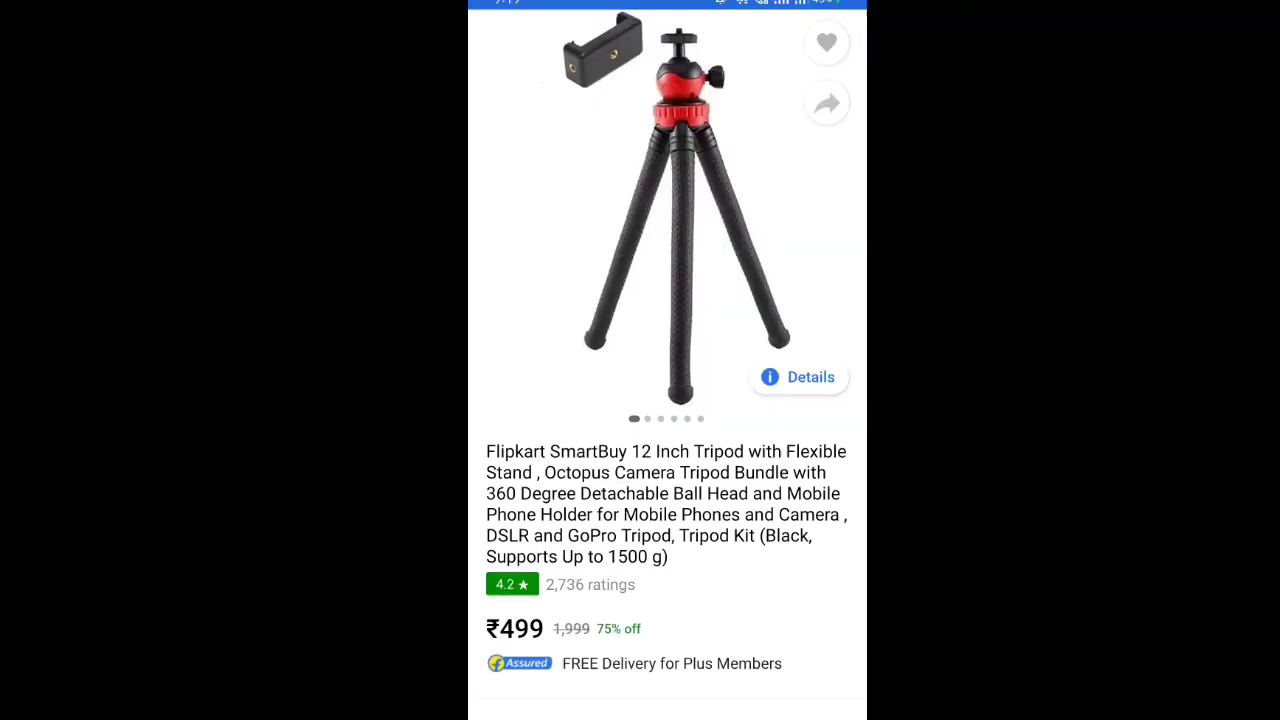 Details
Flipkart SmartBuy 12 Inch Tripod with Flexible
Stand , Octopus Camera Tripod Bundle with
360 Degree Detachable Ball Head and Mobile
Phone Holder for Mobile Phones and Camera ,
DSLR and GoPro Tripod, Tripod Kit (Black,
Supports Up to 1500 g)
4.2 ★ 2,736 ratings
₹499 1,999 75% off
Assured FREE Delivery for Plus Members